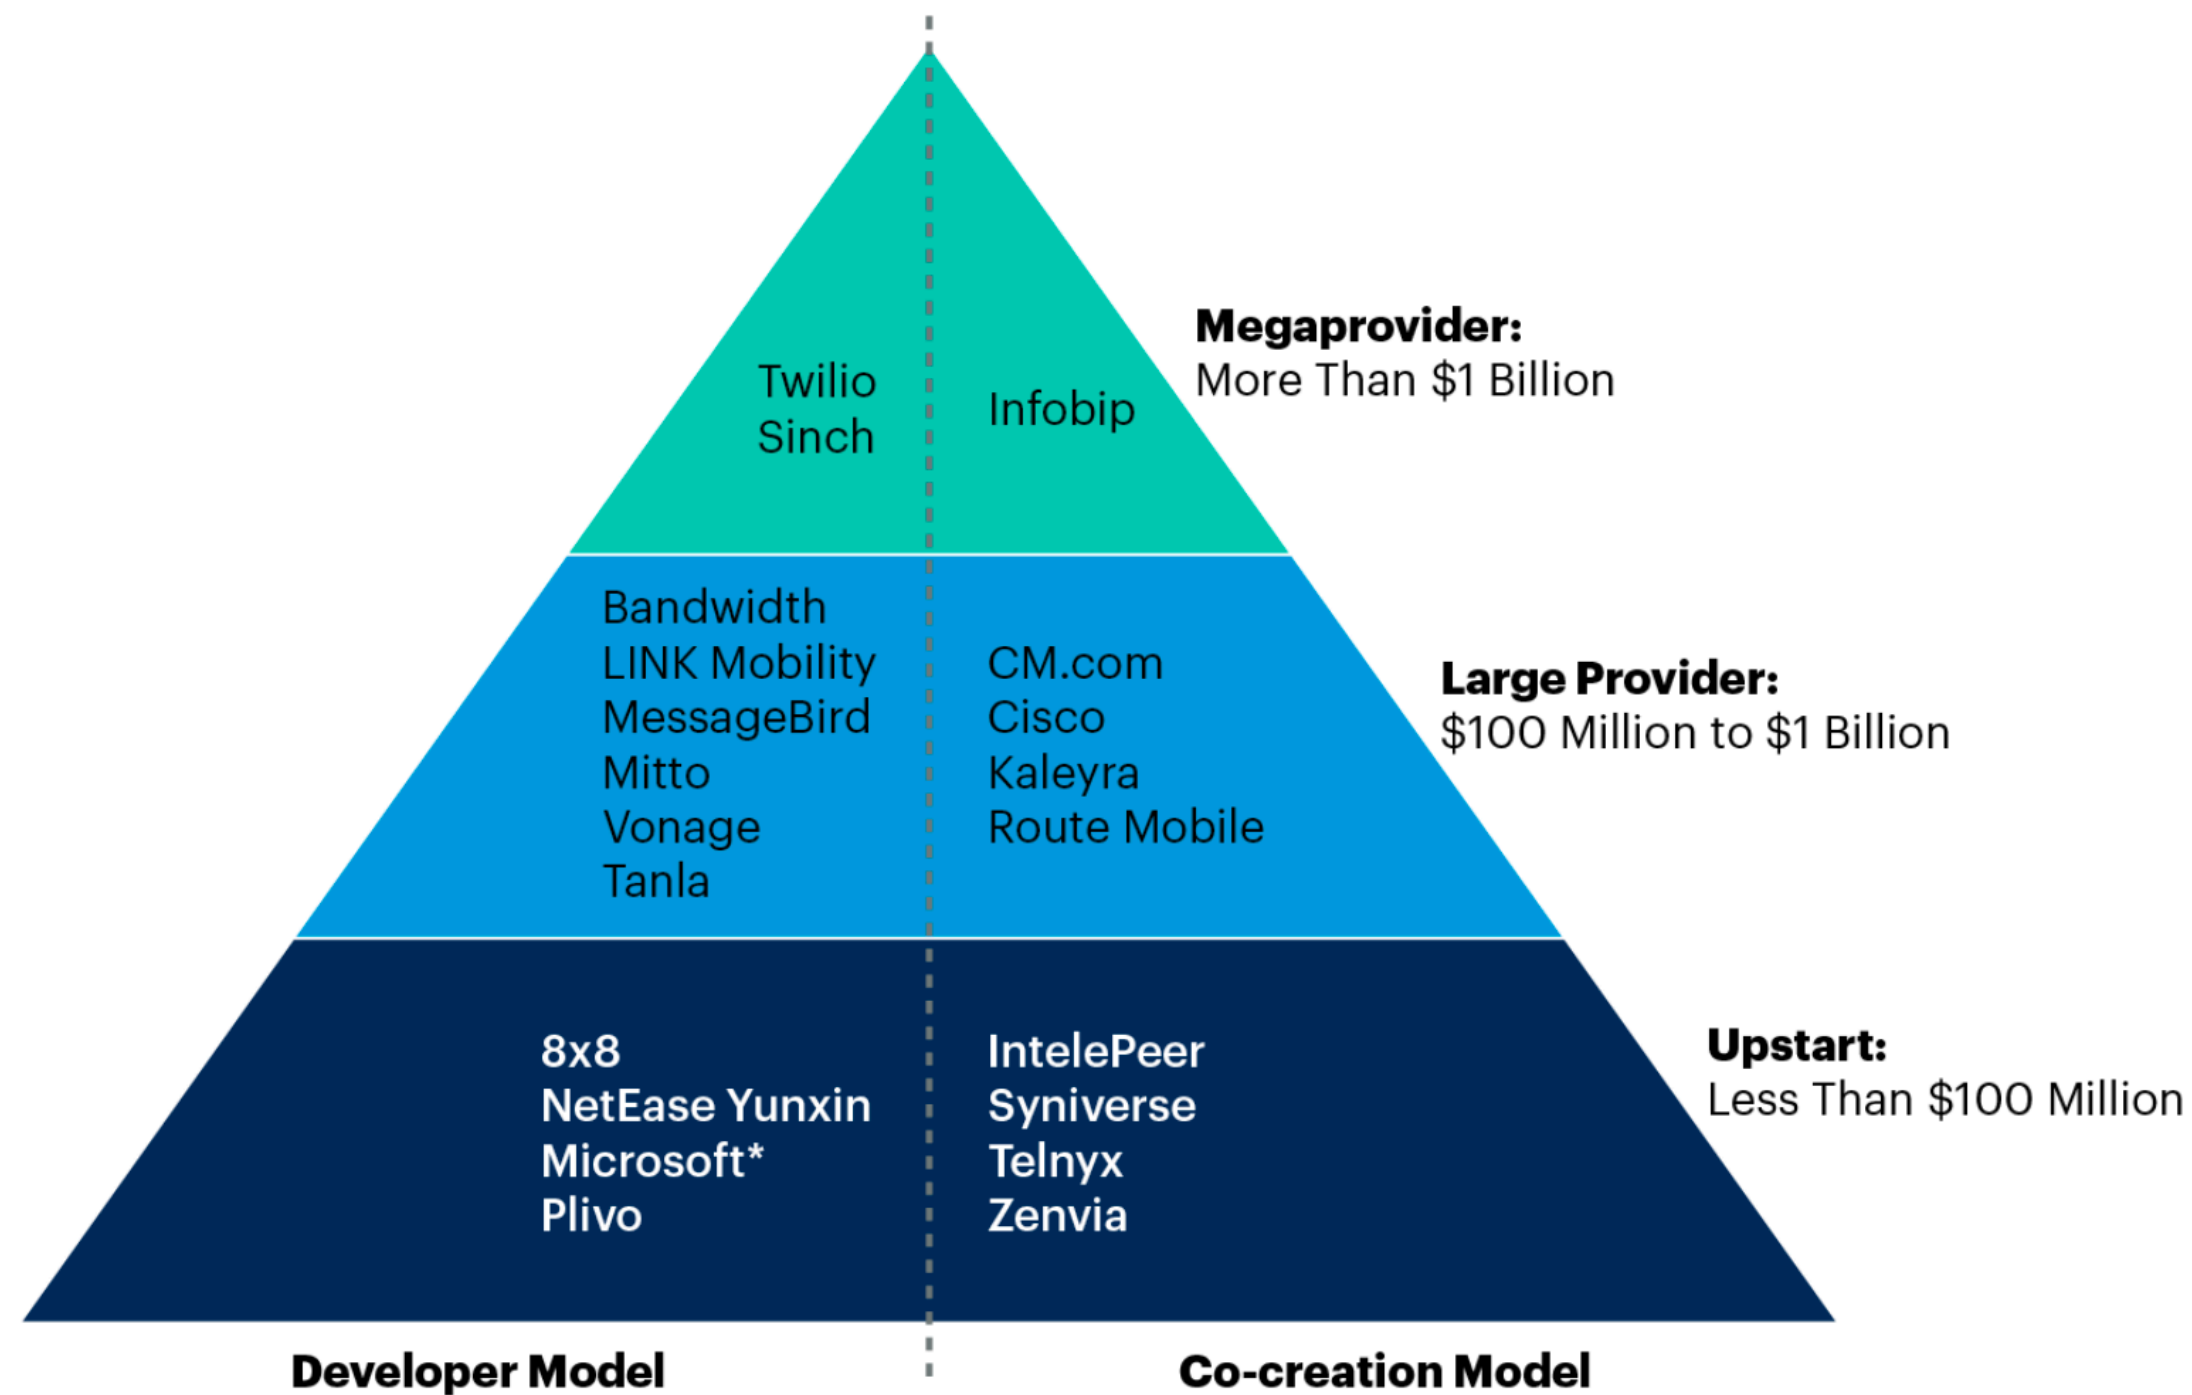 Megaprovider:
More Than $1 Billion
Twilio
Sinch
Infobip
Bandwidth
LINK Mobility
MessageBird
Mitto
Vonage
Tanla
CM.com
Cisco
Kaleyra
Route Mobile
Large Provider:
$100 Million to $1 Billion
8x8
NetEase Yunxin
Microsoft*
Plivo
IntelePeer
Syniverse
Telnyx
Zenvia
Upstart:
Less Than $100 Million
Developer Model
Co-creation Model